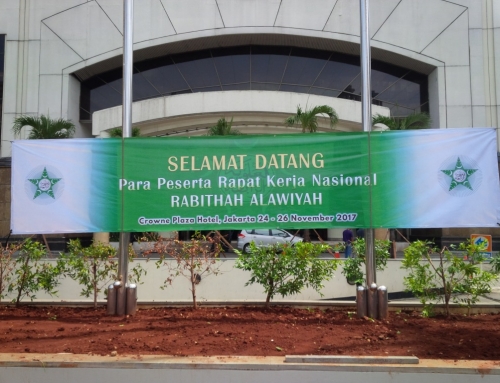 SELAMAT DATANG
Para Peserta Rapat Kerja Nasional
RABITHAH ALAWIYAH
Crowne Plaza Hotel, Jakarta 24 - 26 November 2017